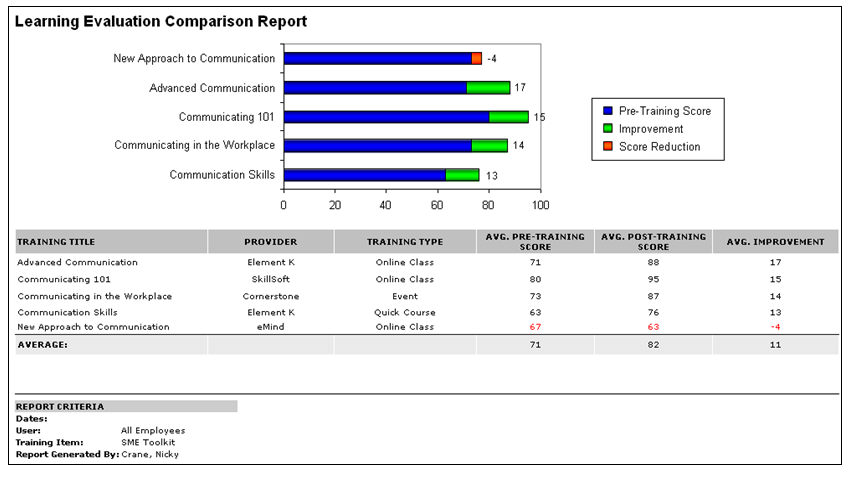 Learning Evaluation Comparison Report
New Approach to Communication -4
Advanced Communication 17
Communicating 101 15
Communicating in the Workplace 14
Communication Skills 13
0 20 40 60 80 100
Pre-Training Score
Improvement
Score Reduction
TRAINING TITLE PROVIDER TRAINING TYPE AVG. PRE-TRAINING SCORE AVG. POST-TRAINING SCORE AVG. IMPROVEMENT
Advanced Communication Element K Online Class 71 88 17
Communicating 101 SkillSoft Online Class 80 95 15
Communicating in the Workplace Cornerstone Event 73 87 14
Communication Skills Element K Quick Course 63 76 13
New Approach to Communication eMind Online Class 67 63 -4
AVERAGE: 71 82 11
REPORT CRITERIA
Dates:
User: All Employees
Training Item: SME Toolkit
Report Generated By: Crane, Nicky